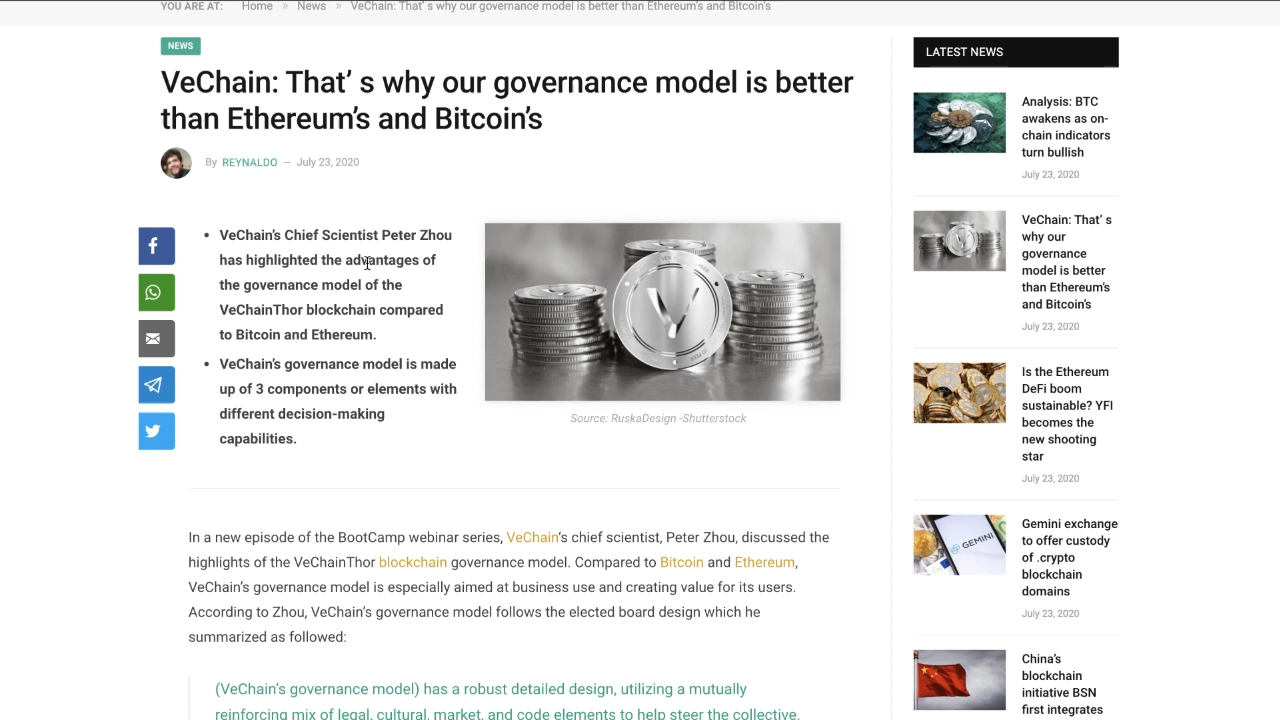 YOU ARE AT: Home » News » VeChain: That' s why our governance model is better than Ethereum's and Bitcoin's
NEWS
VeChain: That' s why our governance model is better
than Ethereum's and Bitcoin's
By REYNALDO — July 23, 2020
• VeChain's Chief Scientist Peter Zhou
has highlighted the advantages of
the governance model of the
VeChainThor blockchain compared
to Bitcoin and Ethereum.
• VeChain's governance model is made
up of 3 components or elements with
different decision-making
capabilities.
Source: RuskaDesign -Shutterstock
In a new episode of the BootCamp webinar series, VeChain's chief scientist, Peter Zhou, discussed the
highlights of the VeChainThor blockchain governance model. Compared to Bitcoin and Ethereum,
VeChain's governance model is especially aimed at business use and creating value for its users.
According to Zhou, VeChain's governance model follows the elected board design which he
summarized as followed:
(VeChain's governance model) has a robust detailed design, utilizing a mutually
reinforcing mix of legal, cultural, market, and code elements to help steer the collective.
LATEST NEWS
Analysis: BTC
awakens as on-
chain indicators
turn bullish
July 23, 2020
VeChain: That' s
why our
governance
model is better
than Ethereum's
and Bitcoin's
July 23, 2020
Is the Ethereum
DeFi boom
sustainable? YFI
becomes the
new shooting
star
July 23, 2020
GEMINI
Gemini exchange
to offer custody
of .crypto
blockchain
domains
July 23, 2020
China's
blockchain
initiative BSN
first integrates